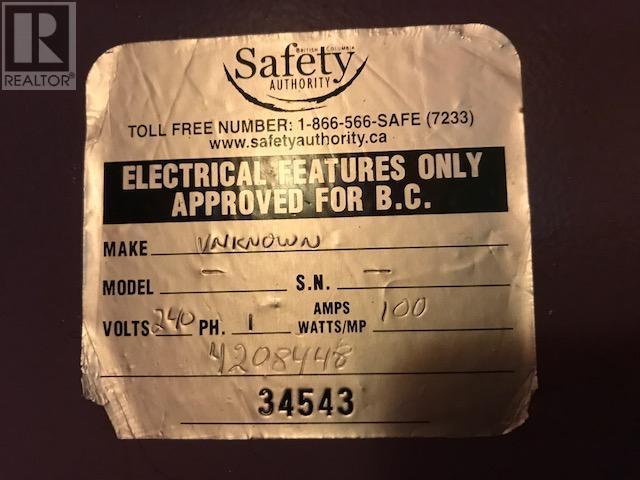 R
REALTOR®
BRITISH COLUMBIA
Safety
AUTHORITY
TOLL FREE NUMBER: 1-866-566-SAFE (7233)
www.safetyauthority.ca
ELECTRICAL FEATURES ONLY
APPROVED FOR B.C.
MAKE UNKNOWN
MODEL - S.N. -
VOLTS 240 PH. 1 AMPS WATTS/MP 100
4208448
34543